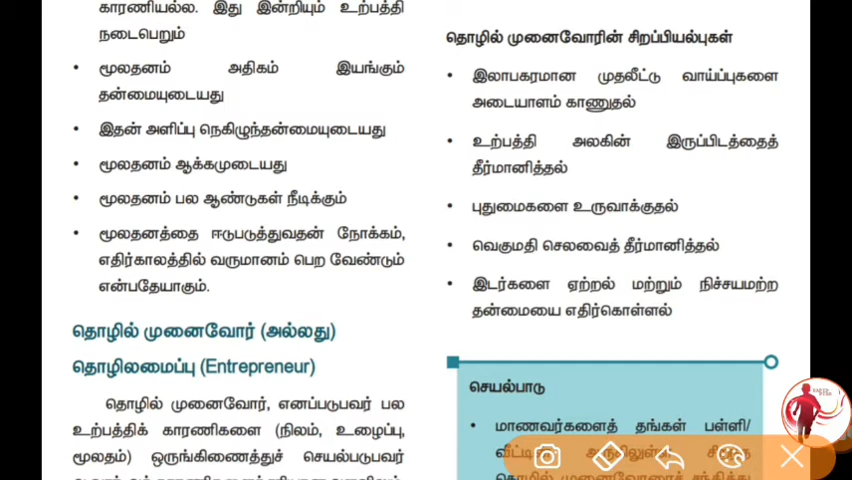 காரணியல்ல. இது இன்றியும் உற்பத்தி
நடைபெறும்
• மூலதனம் அதிகம் இயங்கும்
தன்மையுடையது
• இதன் அளிப்பு நெகிழுந்தன்மையுடையது
• மூலதனம் ஆக்கமுடையது
• மூலதனம் பல ஆண்டுகள் நீடிக்கும்
• மூலதனத்தை ஈடுபடுத்துவதன் நோக்கம்,
எதிர்காலத்தில் வருமானம் பெற வேண்டும்
என்பதேயாகும்.
தொழில் முனைவோர் (அல்லது)
தொழிலமைப்பு (Entrepreneur)
தொழில் முனைவோர், எனப்படுபவர் பல
உற்பத்திக் காரணிகளை (நிலம், உழைப்பு,
மூலதம்) ஒருங்கிணைத்துச் செயல்படுபவர்
தொழில் முனைவோரின் சிறப்பியல்புகள்
• இலாபகரமான முதலீட்டு வாய்ப்புகளை
அடையாளம் காணுதல்
• உற்பத்தி அலகின் இருப்பிடத்தைத்
தீர்மானித்தல்
• புதுமைகளை உருவாக்குதல்
• வெகுமதி செலவைத் தீர்மானித்தல்
• இடர்களை ஏற்றல் மற்றும் நிச்சயமற்ற
தன்மையை எதிர்கொள்ளல்
செயல்பாடு
• மாணவர்களைத் தங்கள் பள்ளி/
தொழில் முனைவோரைச் சந்தித்து